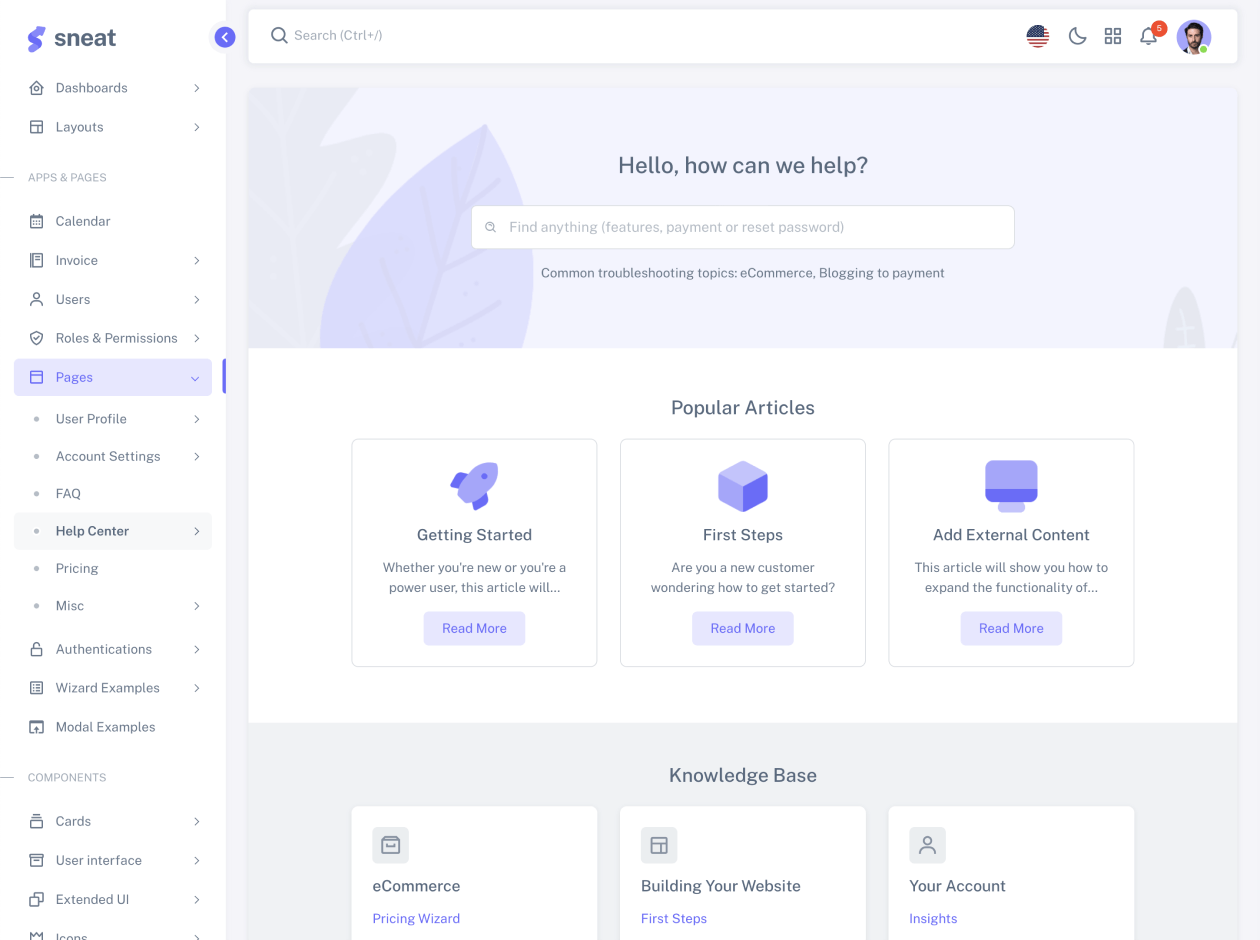 sneat
Dashboards
Layouts
APPS & PAGES
Calendar
Invoice
Users
Roles & Permissions
Pages
User Profile
Account Settings
FAQ
Help Center
Pricing
Misc
Authentications
Wizard Examples
Modal Examples
COMPONENTS
Cards
User interface
Extended UI
Icons
Search (Ctrl+/)
5
Hello, how can we help?
Find anything (features, payment or reset password)
Common troubleshooting topics: eCommerce, Blogging to payment
Popular Articles
Getting Started
Whether you're new or you're a
power user, this article will...
Read More
First Steps
Are you a new customer
wondering how to get started?
Read More
Add External Content
This article will show you how to
expand the functionality of...
Read More
Knowledge Base
eCommerce
Pricing Wizard
Building Your Website
First Steps
Your Account
Insights